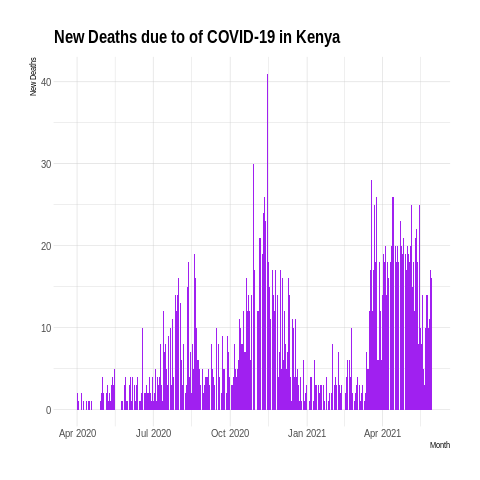 New Deaths due to of COVID-19 in Kenya
New Deaths
40
30
20
10
0
Apr 2020
Jul 2020
Oct 2020
Jan 2021
Apr 2021
Month